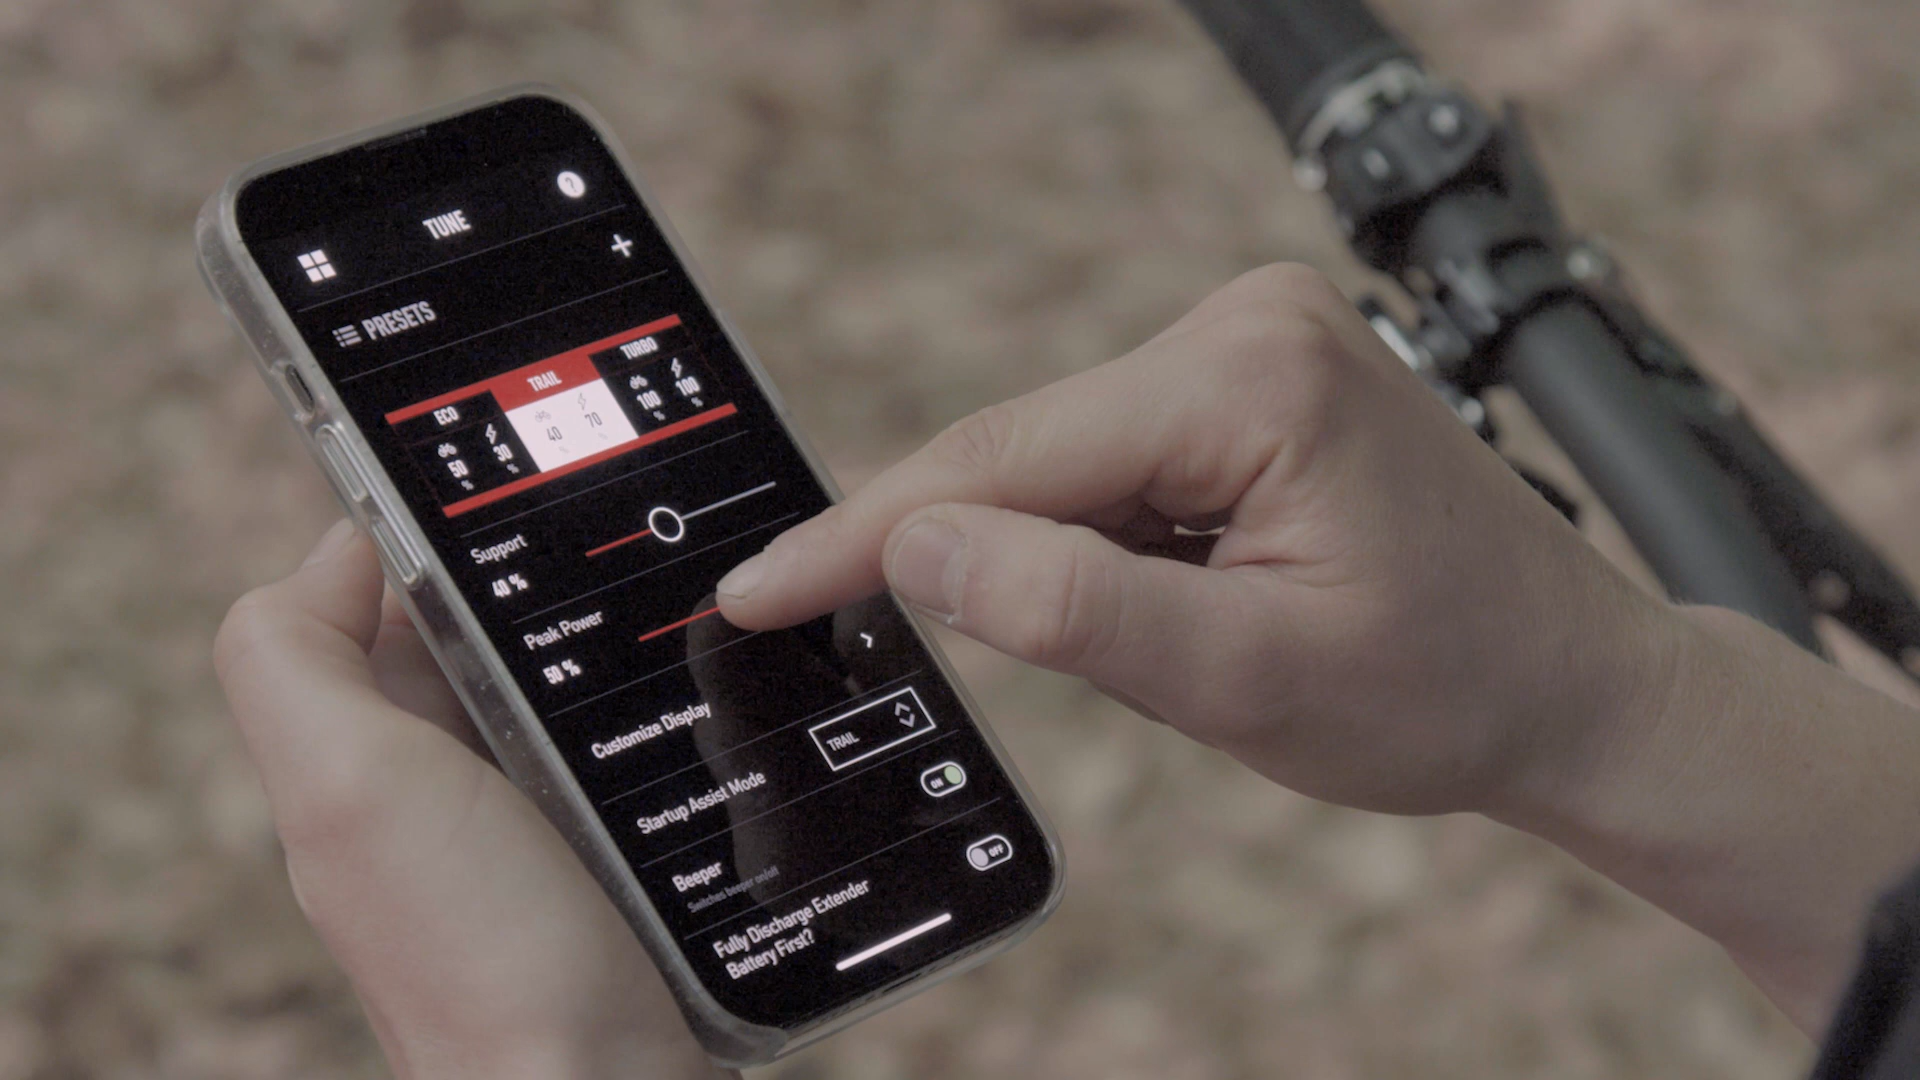 ?
TUNE
+
PRESETS
ECO
50 %
30 %
TRAIL
40 %
70 %
TURBO
100 %
100 %
Support
40 %
Peak Power
50 %
Customize Display
Startup Assist Mode
TRAIL
Beeper
Switches beeper on/off
ON
Fully Discharge Extender
Battery First?
OFF